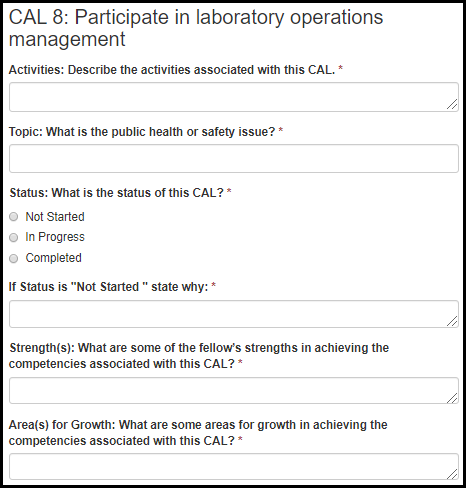 CAL 8: Participate in laboratory operations
management
Activities: Describe the activities associated with this CAL. *
Topic: What is the public health or safety issue? *
Status: What is the status of this CAL? *
Not Started
In Progress
Completed
If Status is "Not Started " state why: *
Strength(s): What are some of the fellow's strengths in achieving the
competencies associated with this CAL? *
Area(s) for Growth: What are some areas for growth in achieving the
competencies associated with this CAL? *